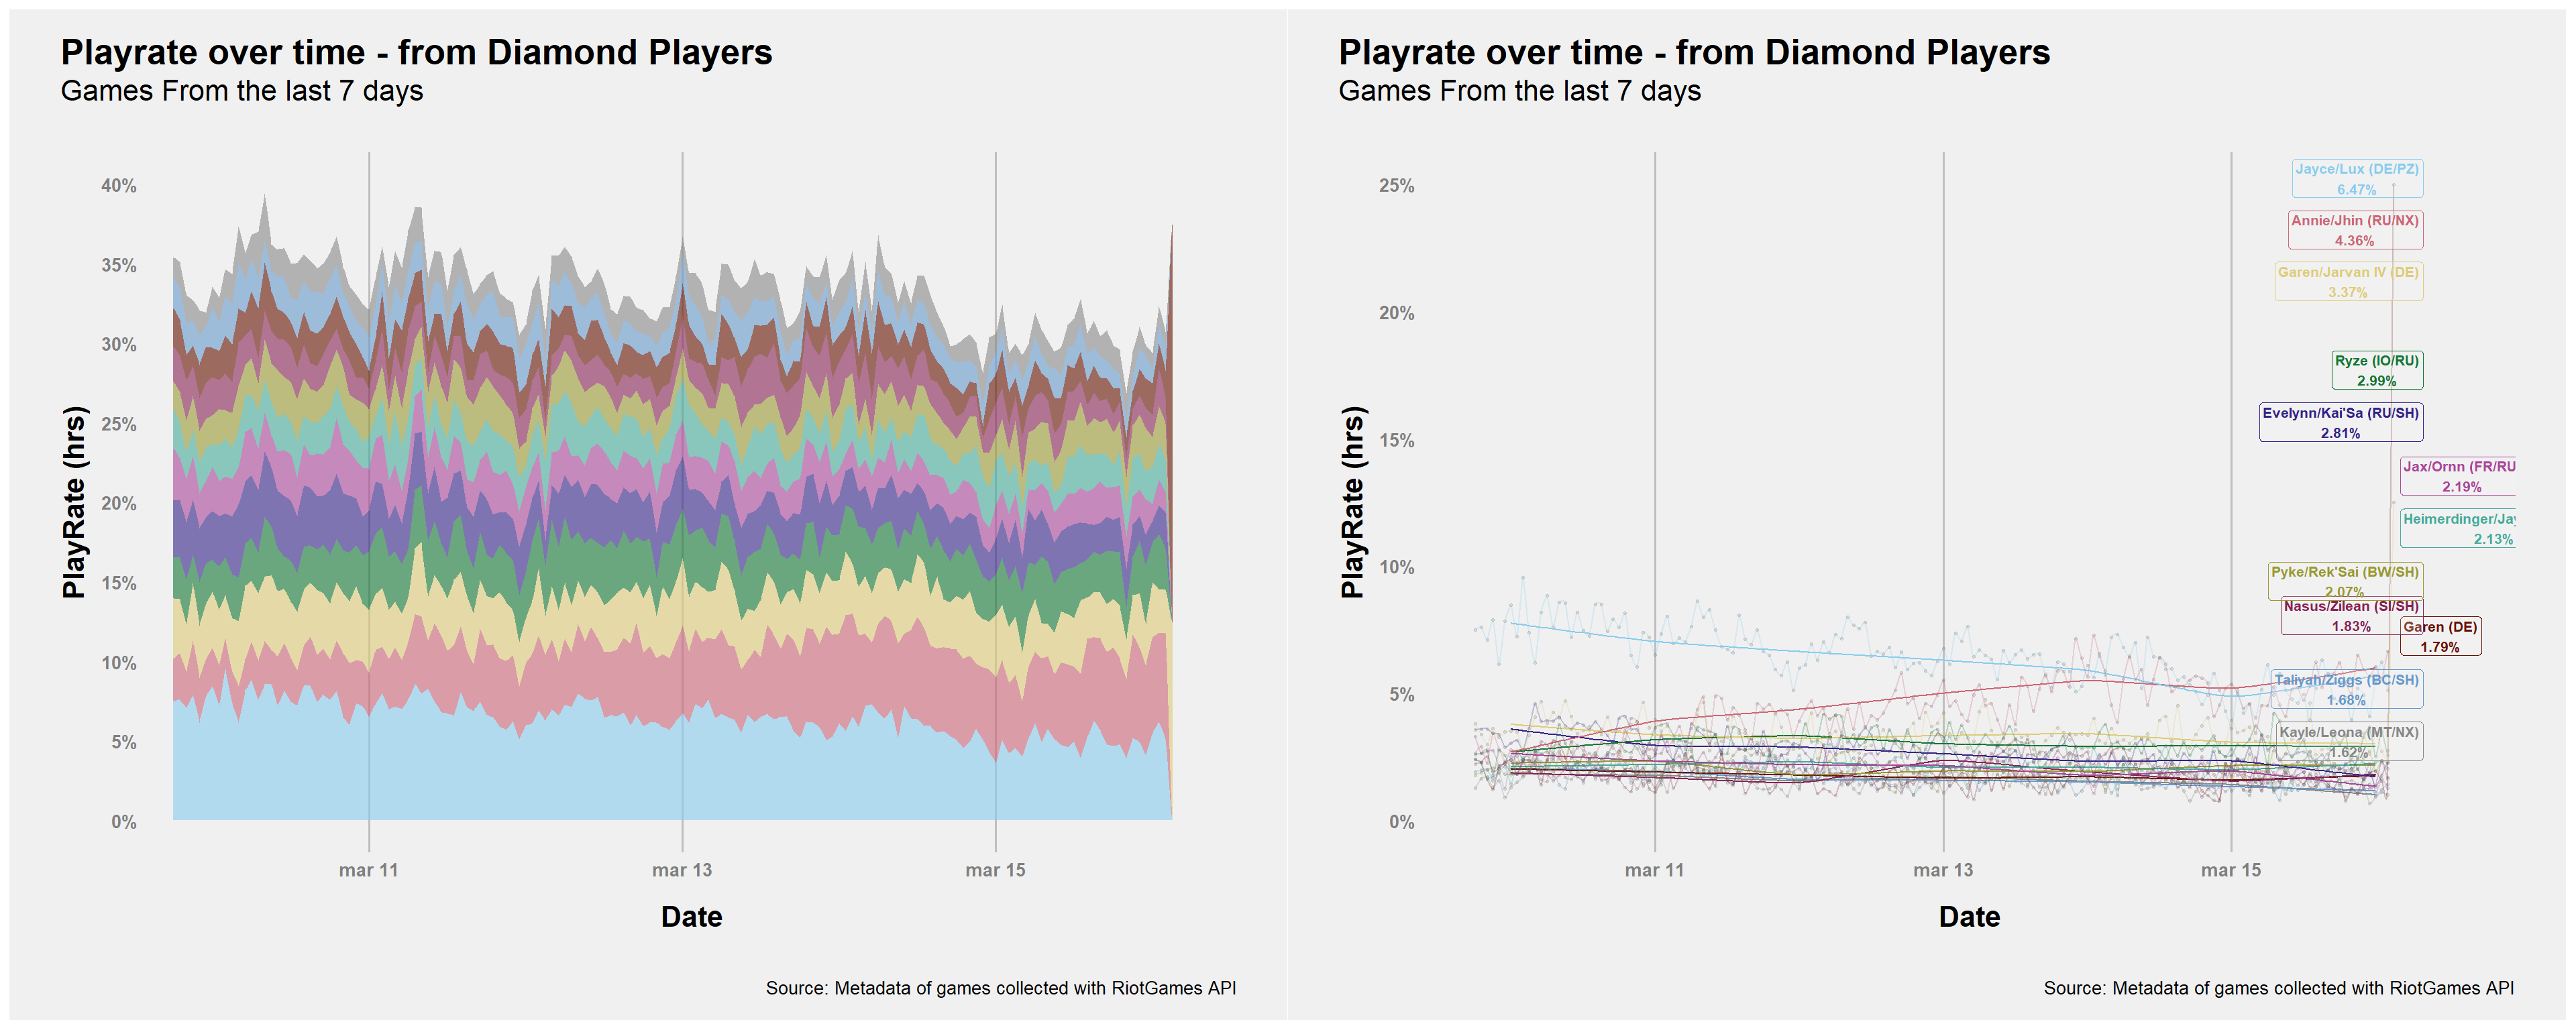 Playrate over time - from Diamond Players
Games From the last 7 days
40%
35%
30%
25%
20%
15%
10%
5%
0%
PlayRate (hrs)
mar 11
mar 13
mar 15
Date
Source: Metadata of games collected with RiotGames API
Playrate over time - from Diamond Players
Games From the last 7 days
25%
20%
15%
10%
5%
0%
PlayRate (hrs)
Jayce/Lux (DE/PZ)
6.47%
Annie/Jhin (RU/NX)
4.36%
Garen/Jarvan IV (DE)
3.37%
Ryze (IO/RU)
2.99%
Evelynn/Kai'Sa (RU/SH)
2.81%
Jax/Ornn (FR/RU
2.19%
Heimerdinger/Jay
2.13%
Pyke/Rek'Sai (BW/SH)
2.07%
Nasus/Zilean (SI/SH)
1.83%
Garen (DE)
1.79%
Taliyah/Ziggs (BC/SH)
1.68%
Kayle/Leona (MT/NX)
1.62%
mar 11
mar 13
mar 15
Date
Source: Metadata of games collected with RiotGames API